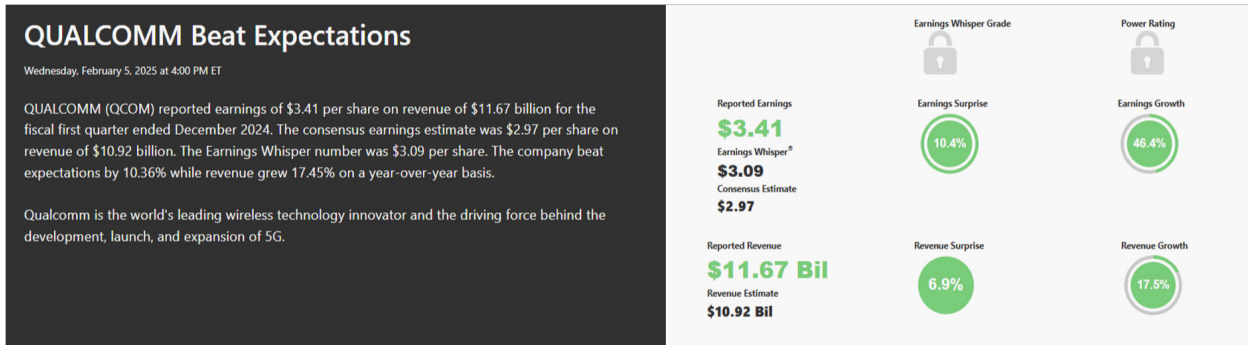 QUALCOMM Beat Expectations
Wednesday, February 5, 2025 at 4:00 PM ET
QUALCOMM (QCOM) reported earnings of $3.41 per share on revenue of $11.67 billion for the
fiscal first quarter ended December 2024. The consensus earnings estimate was $2.97 per share on
revenue of $10.92 billion. The Earnings Whisper number was $3.09 per share. The company beat
expectations by 10.36% while revenue grew 17.45% on a year-over-year basis.
Qualcomm is the world's leading wireless technology innovator and the driving force behind the
development, launch, and expansion of 5G.
Earnings Whisper Grade
Power Rating
Reported Earnings
$3.41
Earnings Whisper®
$3.09
Consensus Estimate
$2.97
Earnings Surprise
10.4%
Earnings Growth
46.4%
Reported Revenue
$11.67 Bil
Revenue Estimate
$10.92 Bil
Revenue Surprise
6.9%
Revenue Growth
17.5%